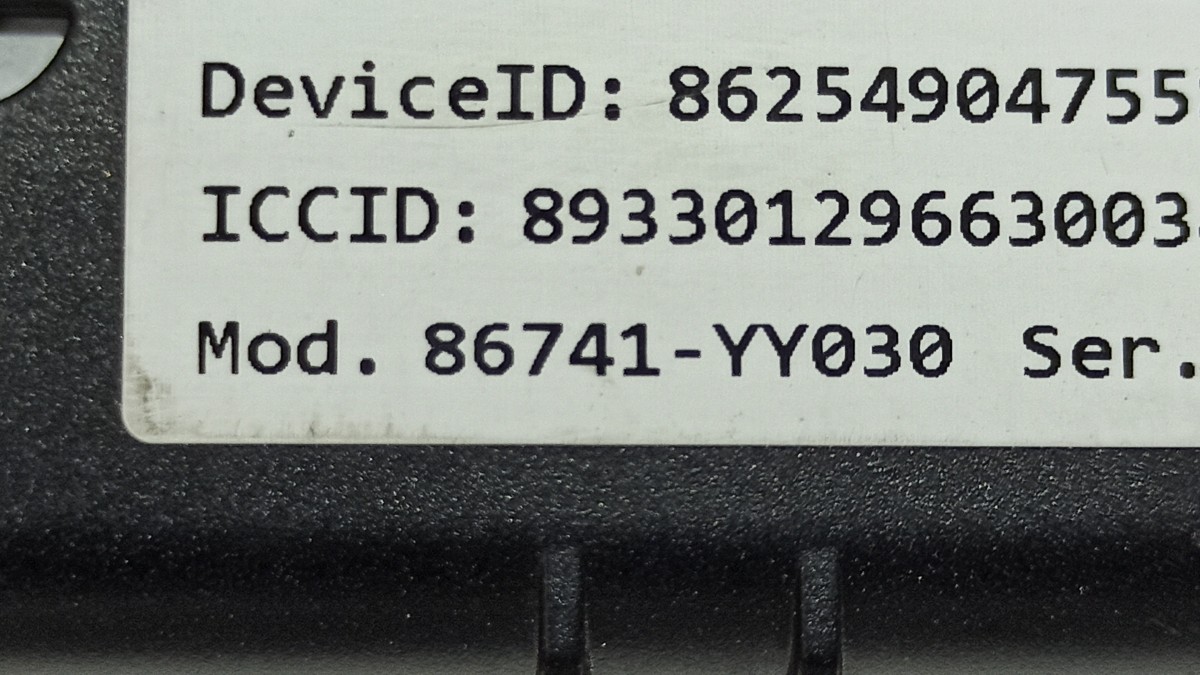 DeviceID: 86254904755
ICCID: 89330129663003
Mod. 86741-YY030 Ser.